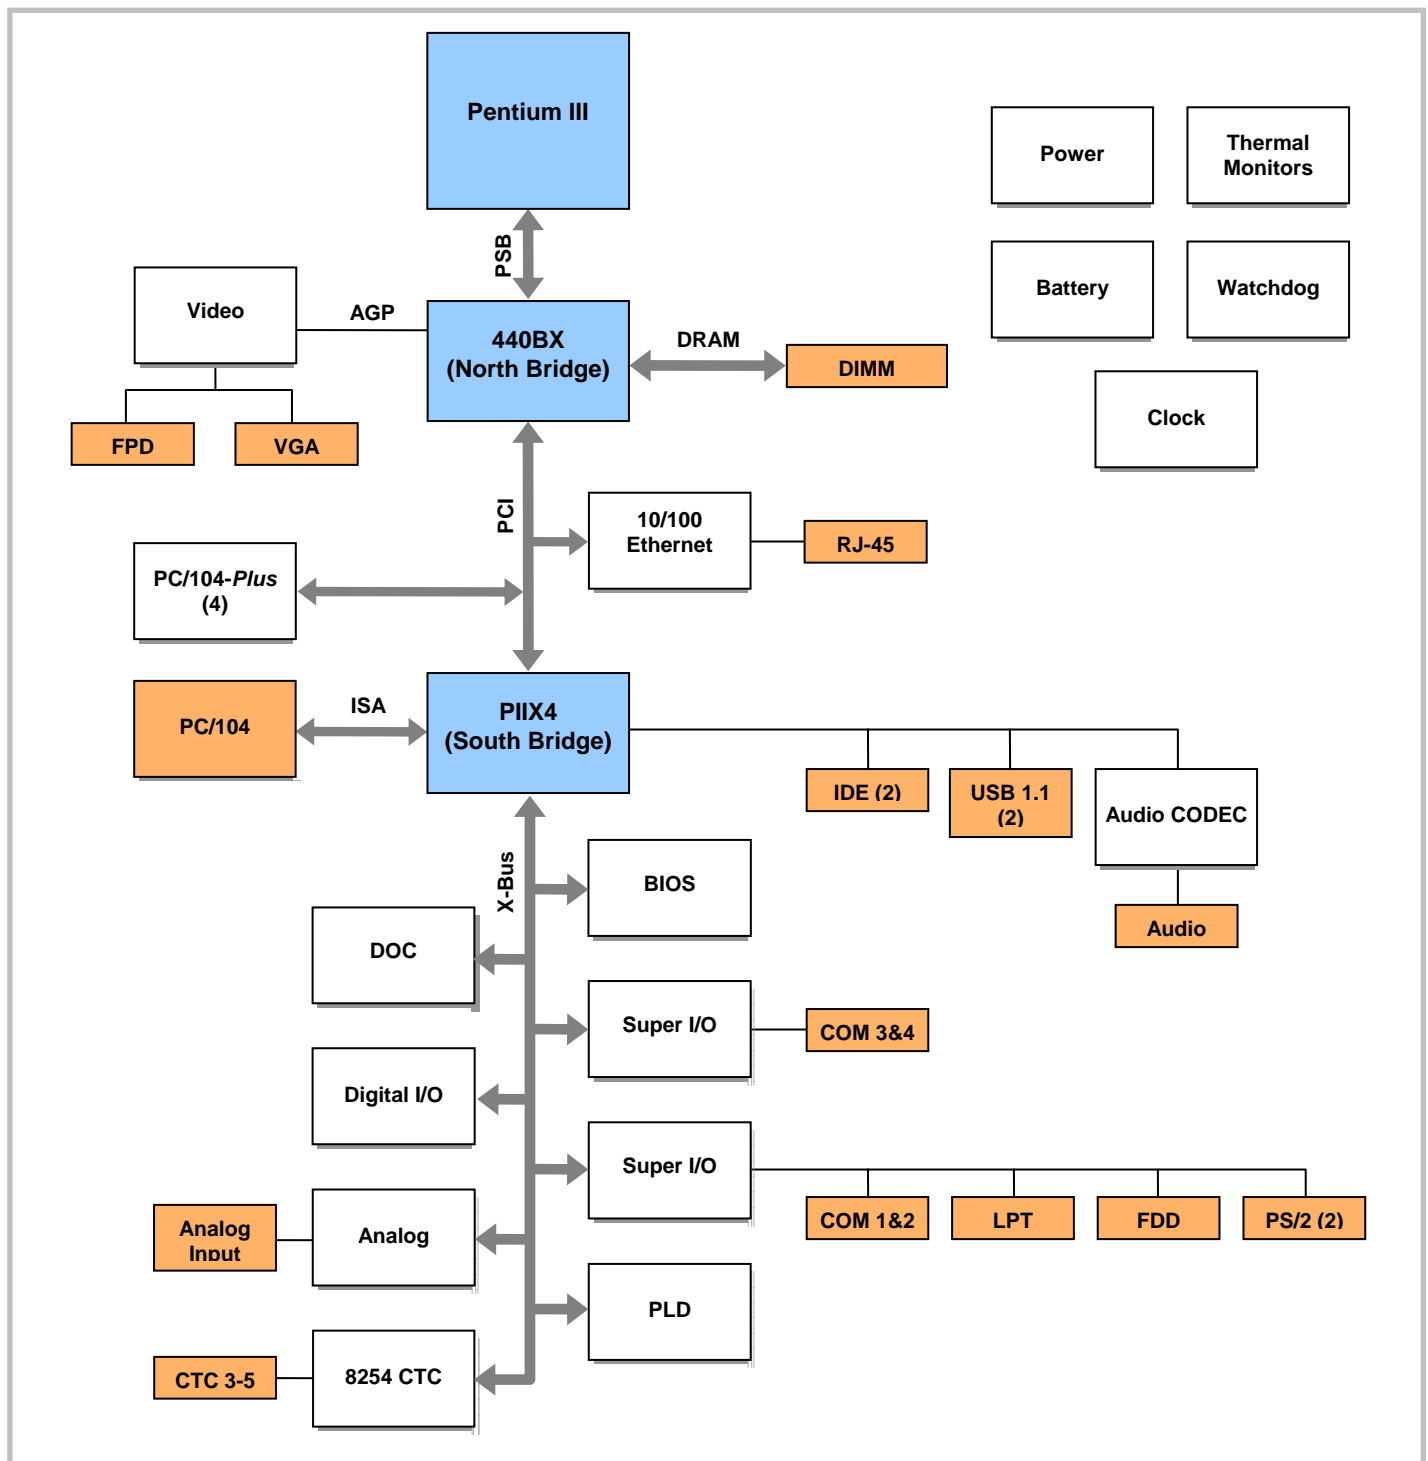 Pentium III
Power
Thermal
Monitors
PSB
Battery
Watchdog
Video
AGP
440BX
(North Bridge)
DRAM
DIMM
Clock
FPD
VGA
PCI
10/100
Ethernet
RJ-45
PC/104-Plus
(4)
PC/104
ISA
PIIX4
(South Bridge)
IDE (2)
USB 1.1
(2)
Audio CODEC
X-Bus
BIOS
Audio
DOC
Super I/O
COM 3&4
Digital I/O
Super I/O
COM 1&2
LPT
FDD
PS/2 (2)
Analog
Input
Analog
PLD
CTC 3-5
8254 CTC